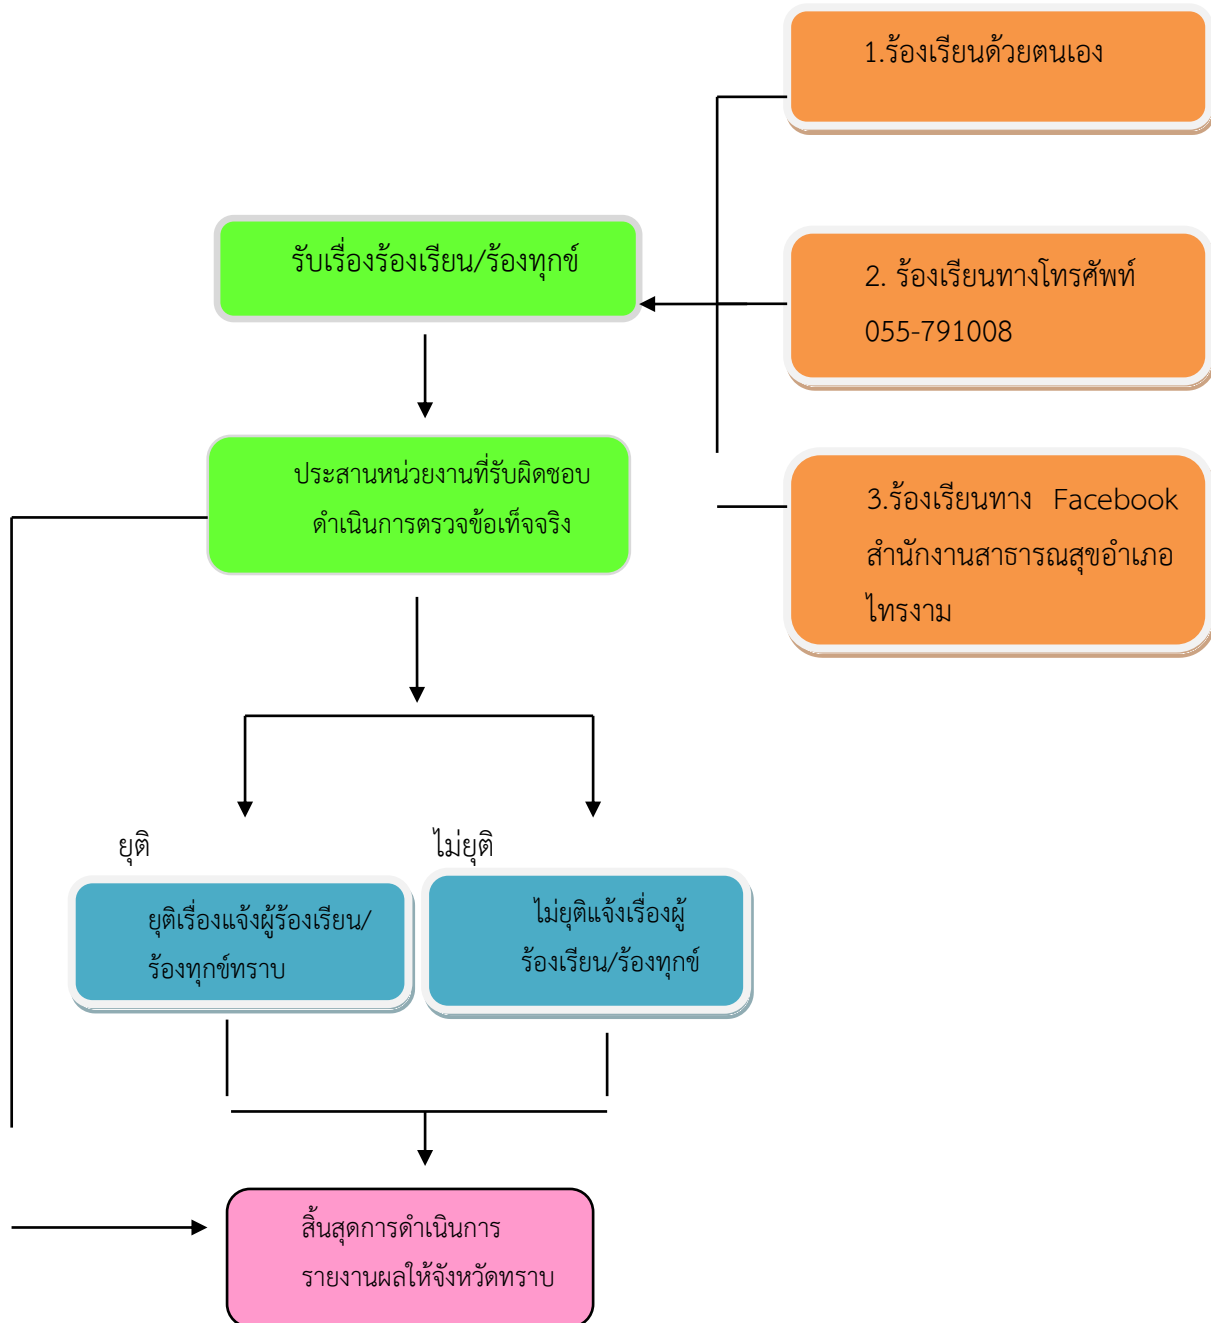 1.ร้องเรียนด้วยตนเอง
รับเรื่องร้องเรียน/ร้องทุกข์
2. ร้องเรียนทางโทรศัพท์
055-791008
ประสานหน่วยงานที่รับผิดชอบ
ดำเนินการตรวจข้อเท็จจริง
3.ร้องเรียนทาง Facebook
สำนักงานสาธารณสุขอำเภอ
ไทรงาม
ยุติ
ไม่ยุติ
ยุติเรื่องแจ้งผู้ร้องเรียน/
ร้องทุกข์ทราบ
ไม่ยุติแจ้งเรื่องผู้
ร้องเรียน/ร้องทุกข์
สิ้นสุดการดำเนินการ
รายงานผลให้จังหวัดทราบ